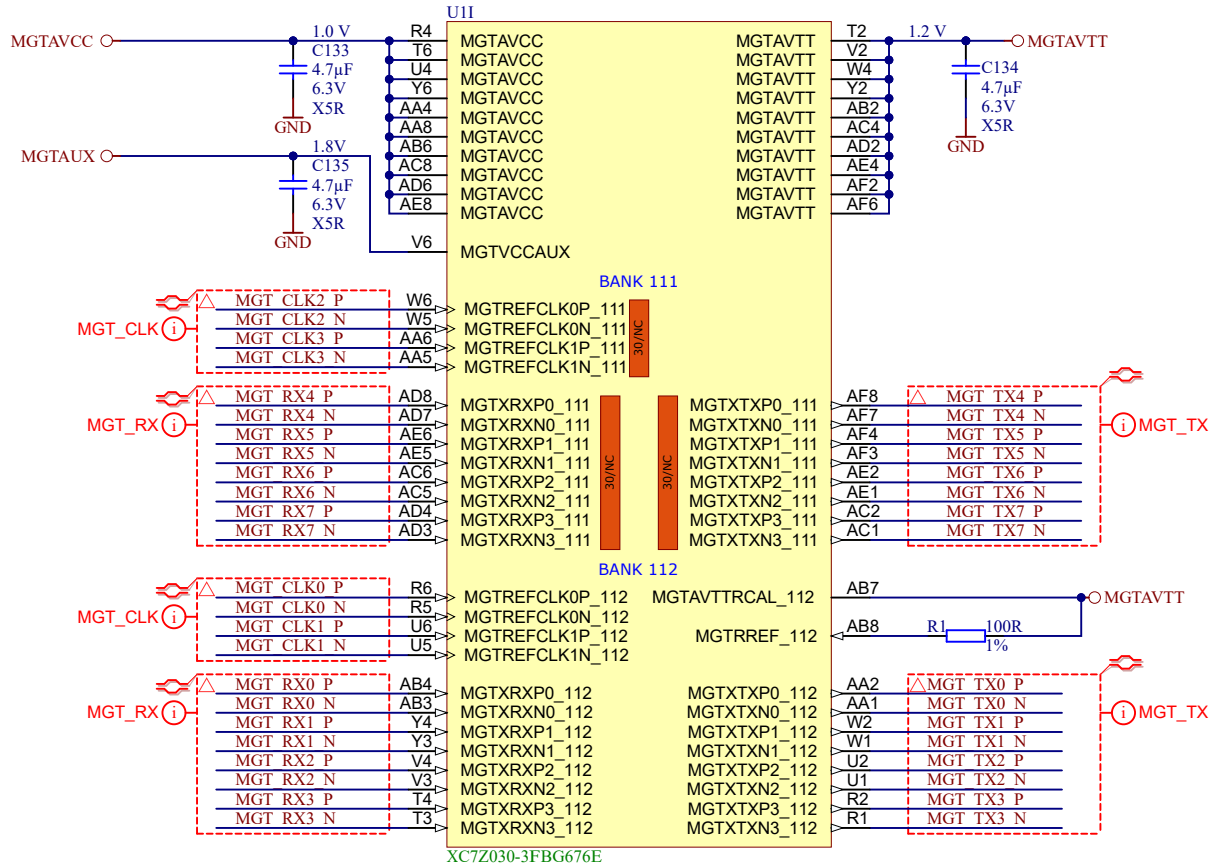 U1I
MGTAVCC 1.0 V R4 MGTAVCC MGTAVTT T2 1.2 V MGTAVTT
C133 T6 MGTAVCC MGTAVTT V2 C134
4.7µF U4 MGTAVCC MGTAVTT W4 4.7µF
6.3V Y6 MGTAVCC MGTAVTT Y2 6.3V
X5R AA4 MGTAVCC MGTAVTT AB2 X5R
GND AA8 MGTAVCC MGTAVTT AC4 GND
MGTAUX 1.8V AB6 MGTAVCC MGTAVTT AD2
C135 AC8 MGTAVCC MGTAVTT AE4
4.7µF AD6 MGTAVCC MGTAVTT AF2
6.3V AE8 MGTAVCC MGTAVTT AF6
X5R
GND V6 MGTVCCAUX
BANK 111
MGT_CLK i
MGT_CLK2_P W6 MGTREFCLK0P_111
MGT_CLK2_N W5 MGTREFCLK0N_111
MGT_CLK3_P AA6 MGTREFCLK1P_111
MGT_CLK3_N AA5 MGTREFCLK1N_111
30/NC
MGT_RX i
MGT_RX4_P AD8 MGTXRXP0_111 MGTXTXP0_111 AF8 MGT_TX4_P
MGT_RX4_N AD7 MGTXRXN0_111 MGTXTXN0_111 AF7 MGT_TX4_N
MGT_RX5_P AE6 MGTXRXP1_111 MGTXTXP1_111 AF4 MGT_TX5_P
MGT_RX5_N AE5 MGTXRXN1_111 MGTXTXN1_111 AF3 MGT_TX5_N
MGT_RX6_P AC6 MGTXRXP2_111 MGTXTXP2_111 AE2 MGT_TX6_P
MGT_RX6_N AC5 MGTXRXN2_111 MGTXTXN2_111 AE1 MGT_TX6_N
MGT_RX7_P AD4 MGTXRXP3_111 MGTXTXP3_111 AC2 MGT_TX7_P
MGT_RX7_N AD3 MGTXRXN3_111 MGTXTXN3_111 AC1 MGT_TX7_N
30/NC
30/NC
i MGT_TX
BANK 112
MGT_CLK i
MGT_CLK0_P R6 MGTREFCLK0P_112 MGTAVTTRCAL_112 AB7 MGTAVTT
MGT_CLK0_N R5 MGTREFCLK0N_112
MGT_CLK1_P U6 MGTREFCLK1P_112 MGTRREF_112 AB8 R1 100R
MGT_CLK1_N U5 MGTREFCLK1N_112 1%
MGT_RX i
MGT_RX0_P AB4 MGTXRXP0_112 MGTXTXP0_112 AA2 MGT_TX0_P
MGT_RX0_N AB3 MGTXRXN0_112 MGTXTXN0_112 AA1 MGT_TX0_N
MGT_RX1_P Y4 MGTXRXP1_112 MGTXTXP1_112 W2 MGT_TX1_P
MGT_RX1_N Y3 MGTXRXN1_112 MGTXTXN1_112 W1 MGT_TX1_N
MGT_RX2_P V4 MGTXRXP2_112 MGTXTXP2_112 U2 MGT_TX2_P
MGT_RX2_N V3 MGTXRXN2_112 MGTXTXN2_112 U1 MGT_TX2_N
MGT_RX3_P T4 MGTXRXP3_112 MGTXTXP3_112 R2 MGT_TX3_P
MGT_RX3_N T3 MGTXRXN3_112 MGTXTXN3_112 R1 MGT_TX3_N
i MGT_TX
XC7Z030-3FBG676E